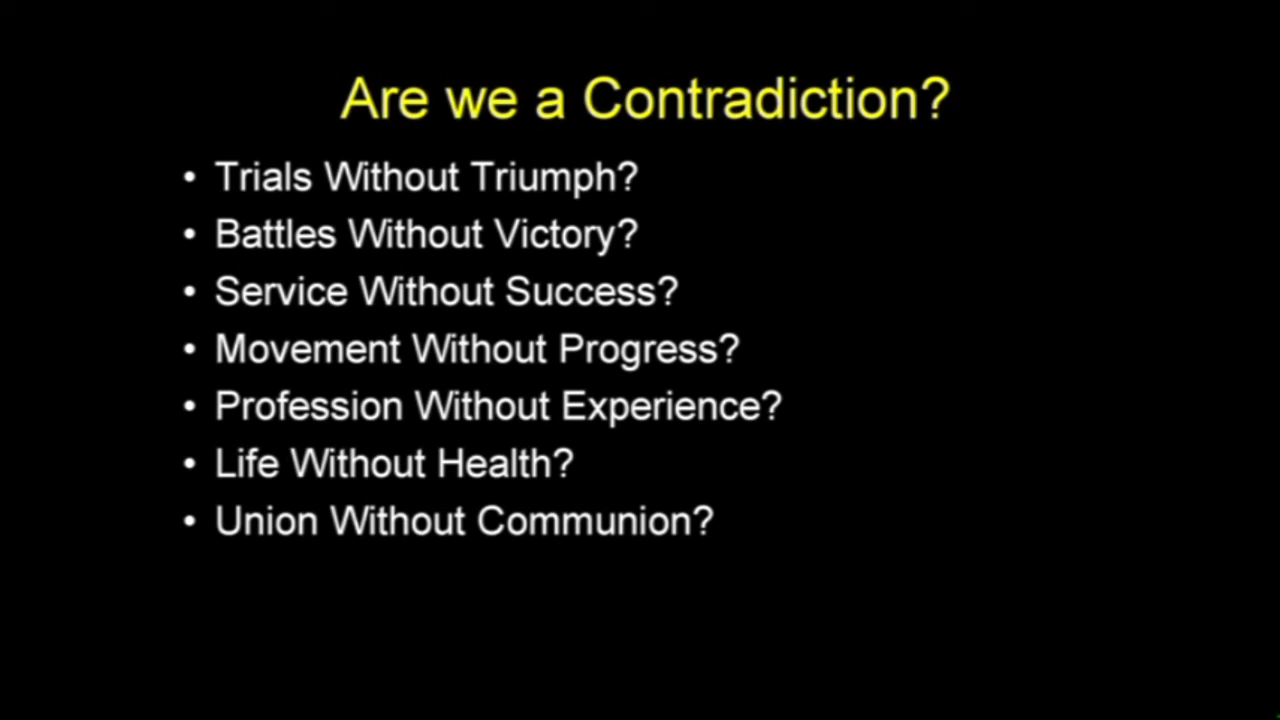 Are we a Contradiction?
• Trials Without Triumph?
• Battles Without Victory?
• Service Without Success?
• Movement Without Progress?
• Profession Without Experience?
• Life Without Health?
• Union Without Communion?